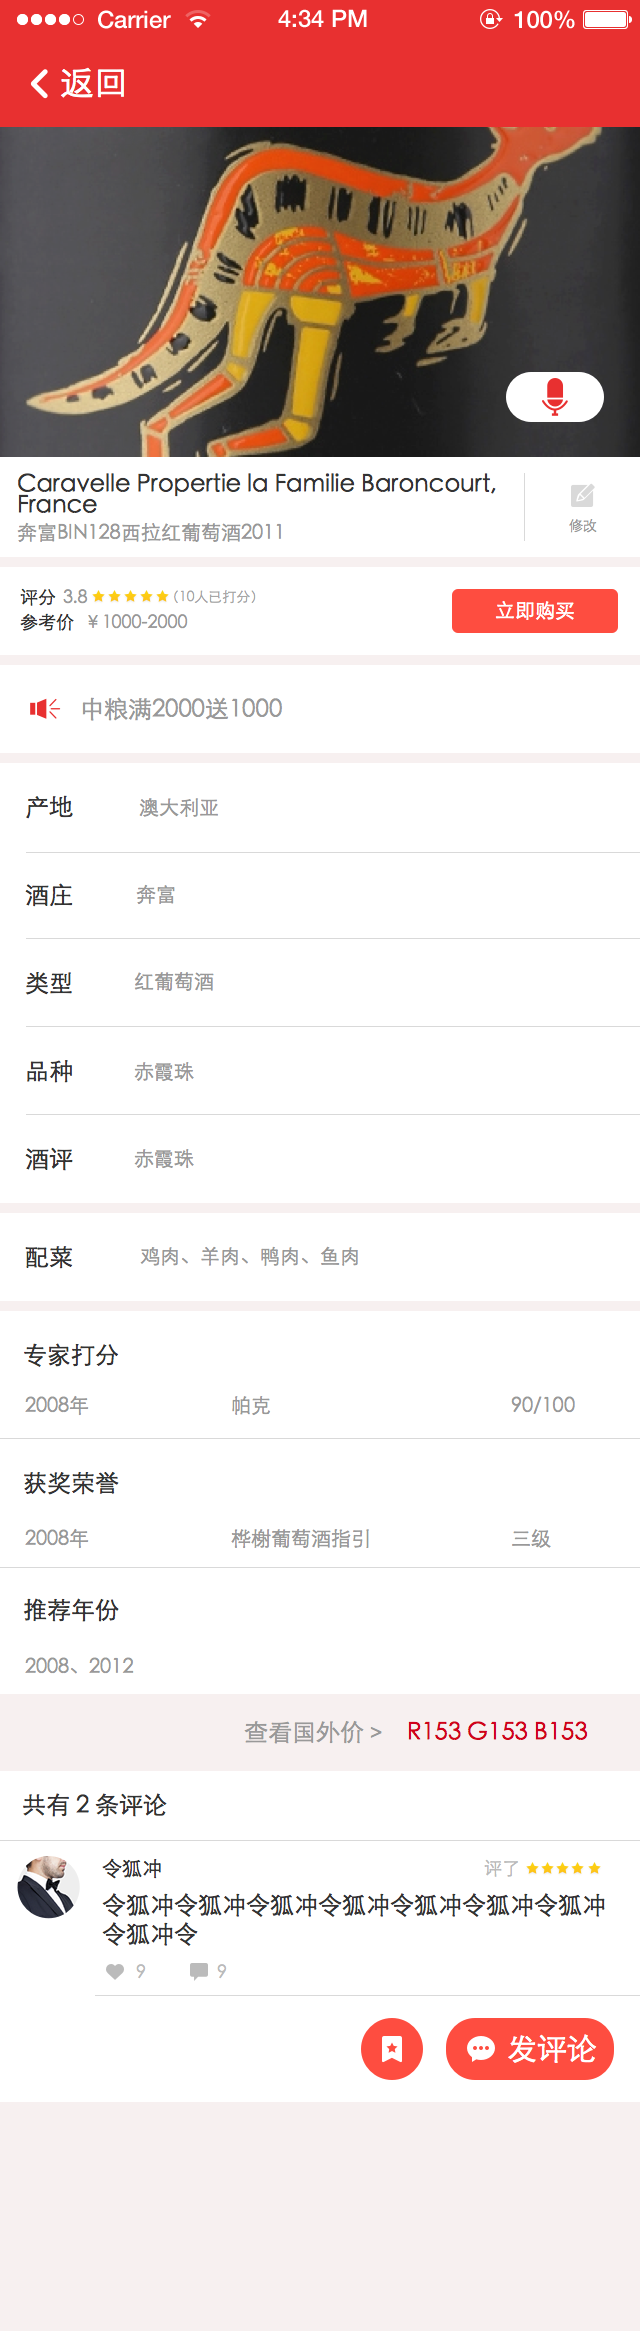 Carrier 4:34 PM 100%
返回
Caravelle Propertie la Familie Baroncourt,
France
奔富BIN128西拉红葡萄酒2011
修改
评分 3.8 (10人已打分)
参考价 ¥1000-2000
立即购买
中粮满2000送1000
产地 澳大利亚
酒庄 奔富
类型 红葡萄酒
品种 赤霞珠
酒评 赤霞珠
配菜 鸡肉、羊肉、鸭肉、鱼肉
专家打分
2008年 帕克 90/100
获奖荣誉
2008年 桦榭葡萄酒指引 三级
推荐年份
2008、2012
查看国外价 > R153 G153 B153
共有 2 条评论
令狐冲 评了
令狐冲令狐冲令狐冲令狐冲令狐冲令狐冲令狐冲
令狐冲令
9 9
发评论